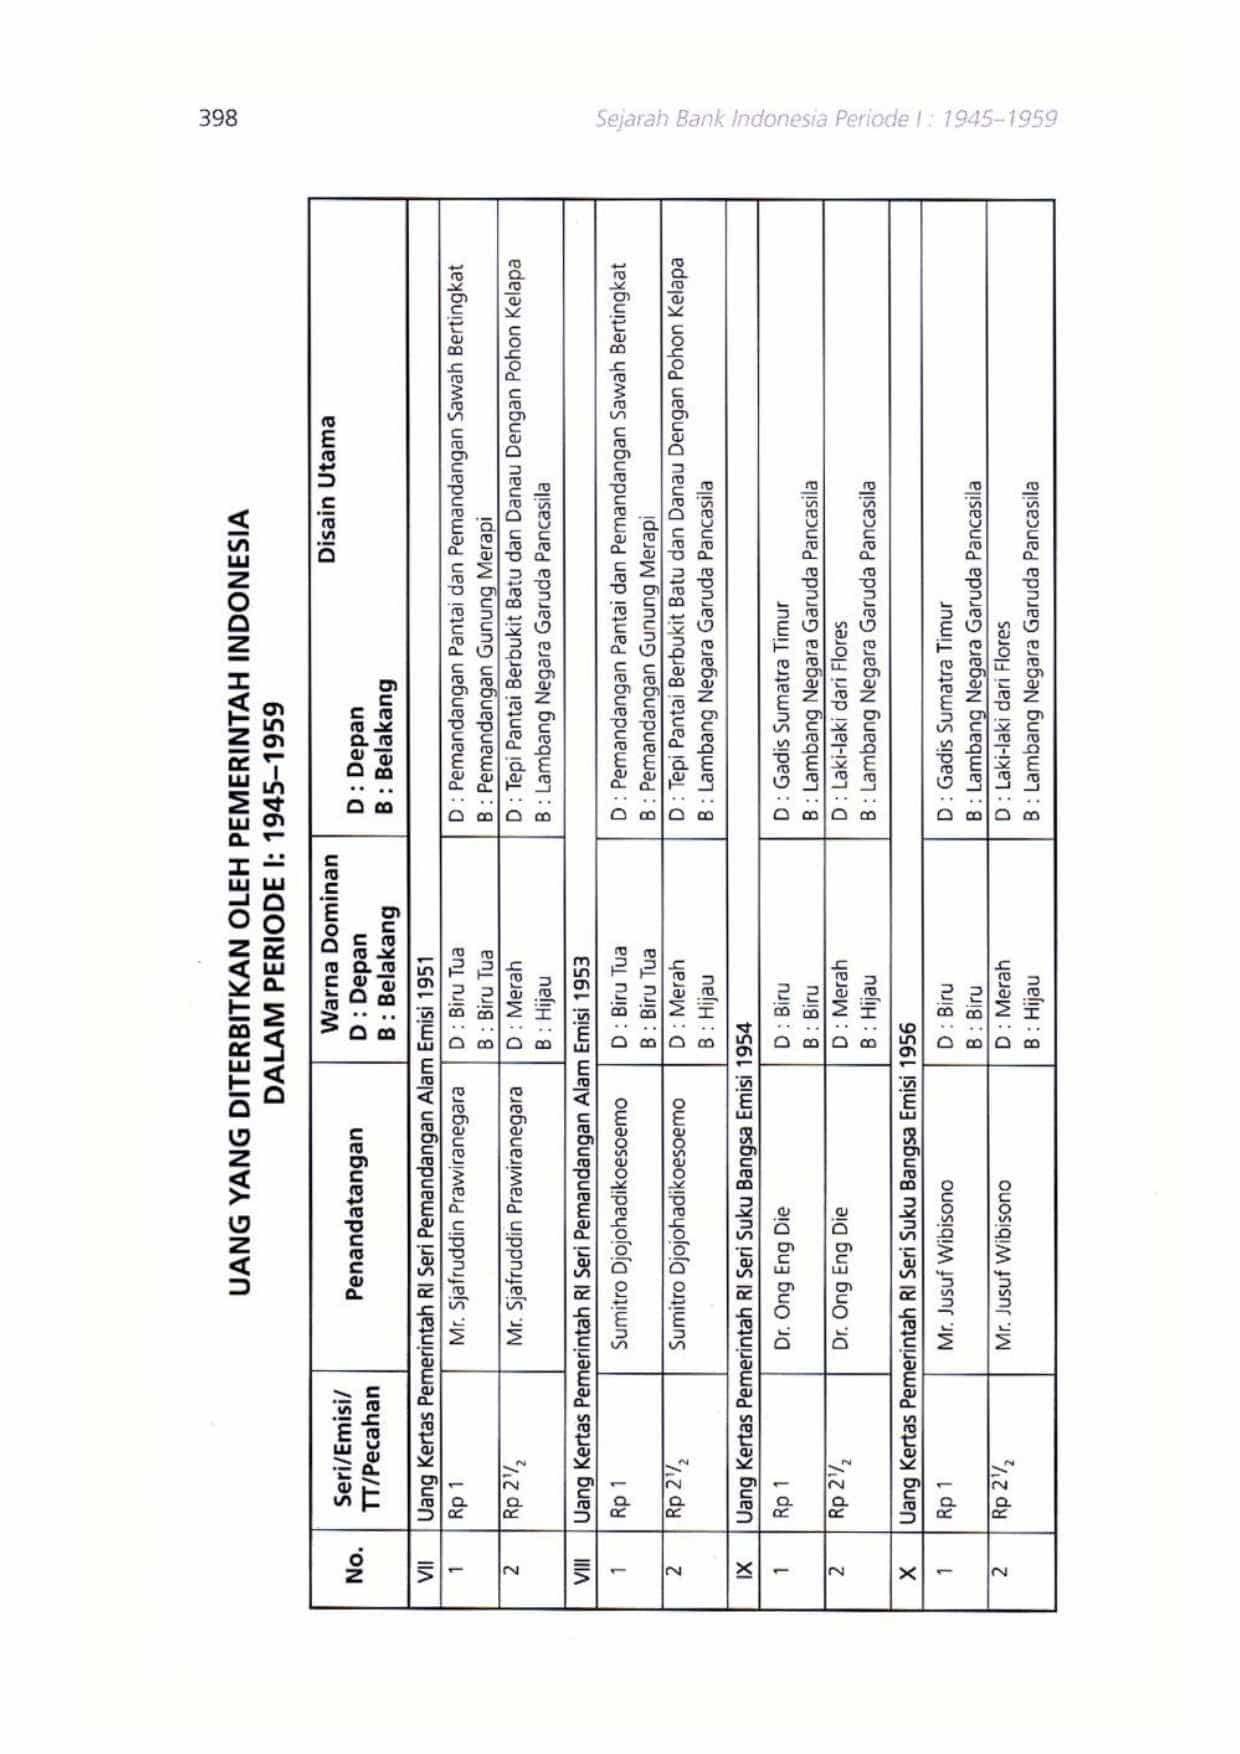 398
Sejarah Bank Indonesia Periode I : 1945–1959
UANG YANG DITERBITKAN OLEH PEMERINTAH INDONESIA
DALAM PERIODE I: 1945–1959
No.
Seri/Emisi/
TT/Pecahan
Penandatangan
Warna Dominan
D : Depan
B : Belakang
Disain Utama
D : Depan
B : Belakang
VII Uang Kertas Pemerintah RI Seri Pemandangan Alam Emisi 1951
1 Rp 1 Mr. Sjafruddin Prawiranegara D : Biru Tua D : Pemandangan Pantai dan Pemandangan Sawah Bertingkat
B : Biru Tua B : Pemandangan Gunung Merapi
2 Rp 2½ Mr. Sjafruddin Prawiranegara D : Merah D : Tepi Pantai Berbukit Batu dan Danau Dengan Pohon Kelapa
B : Hijau B : Lambang Negara Garuda Pancasila
VIII Uang Kertas Pemerintah RI Seri Pemandangan Alam Emisi 1953
1 Rp 1 Sumitro Djojohadikoesoemo D : Biru Tua D : Pemandangan Pantai dan Pemandangan Sawah Bertingkat
B : Biru Tua B : Pemandangan Gunung Merapi
2 Rp 2½ Sumitro Djojohadikoesoemo D : Merah D : Tepi Pantai Berbukit Batu dan Danau Dengan Pohon Kelapa
B : Hijau B : Lambang Negara Garuda Pancasila
IX Uang Kertas Pemerintah RI Seri Suku Bangsa Emisi 1954
1 Rp 1 Dr. Ong Eng Die D : Biru D : Gadis Sumatra Timur
B : Biru B : Lambang Negara Garuda Pancasila
2 Rp 2½ Dr. Ong Eng Die D : Merah D : Laki-laki dari Flores
B : Hijau B : Lambang Negara Garuda Pancasila
X Uang Kertas Pemerintah RI Seri Suku Bangsa Emisi 1956
1 Rp 1 Mr. Jusuf Wibisono D : Biru D : Gadis Sumatra Timur
B : Biru B : Lambang Negara Garuda Pancasila
2 Rp 2½ Mr. Jusuf Wibisono D : Merah D : Laki-laki dari Flores
B : Hijau B : Lambang Negara Garuda Pancasila